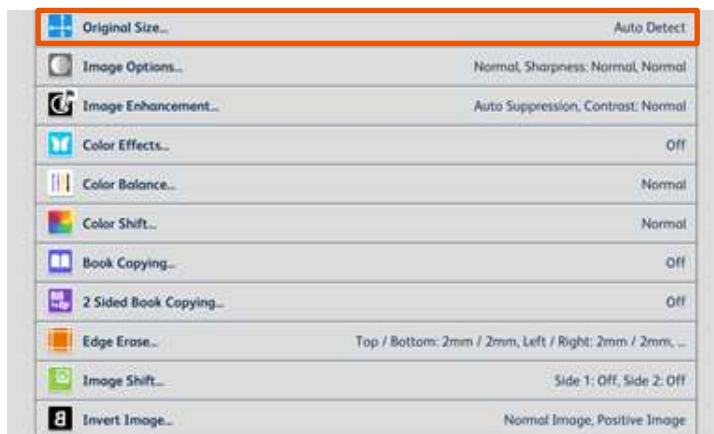 Original Size... Auto Detect
Image Options... Normal, Sharpness: Normal, Normal
Image Enhancement... Auto Suppression, Contrast: Normal
Color Effects... Off
Color Balance... Normal
Color Shift... Normal
Book Copying... Off
2 Sided Book Copying... Off
Edge Erase... Top / Bottom: 2mm / 2mm, Left / Right: 2mm / 2mm, ...
Image Shift... Side 1: Off, Side 2: Off
Invert Image... Normal Image, Positive Image